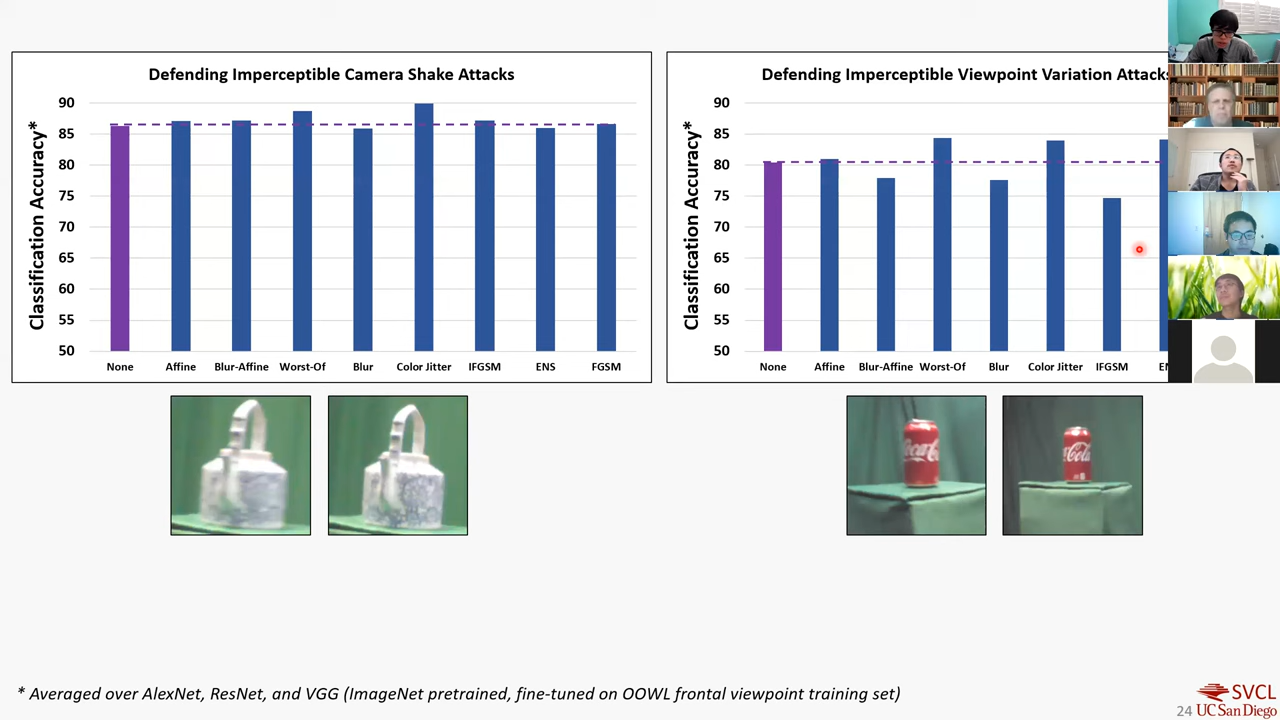 Defending Imperceptible Camera Shake Attacks
Classification Accuracy*
90
85
80
75
70
65
60
55
50
None Affine Blur-Affine Worst-Of Blur Color Jitter IFGSM ENS FGSM
Defending Imperceptible Viewpoint Variation Attacks
Classification Accuracy*
90
85
80
75
70
65
60
55
50
None Affine Blur-Affine Worst-Of Blur Color Jitter IFGSM
Coca-Cola
* Averaged over AlexNet, ResNet, and VGG (ImageNet pretrained, fine-tuned on OOWL frontal viewpoint training set)
SVCL
24 UC San Diego